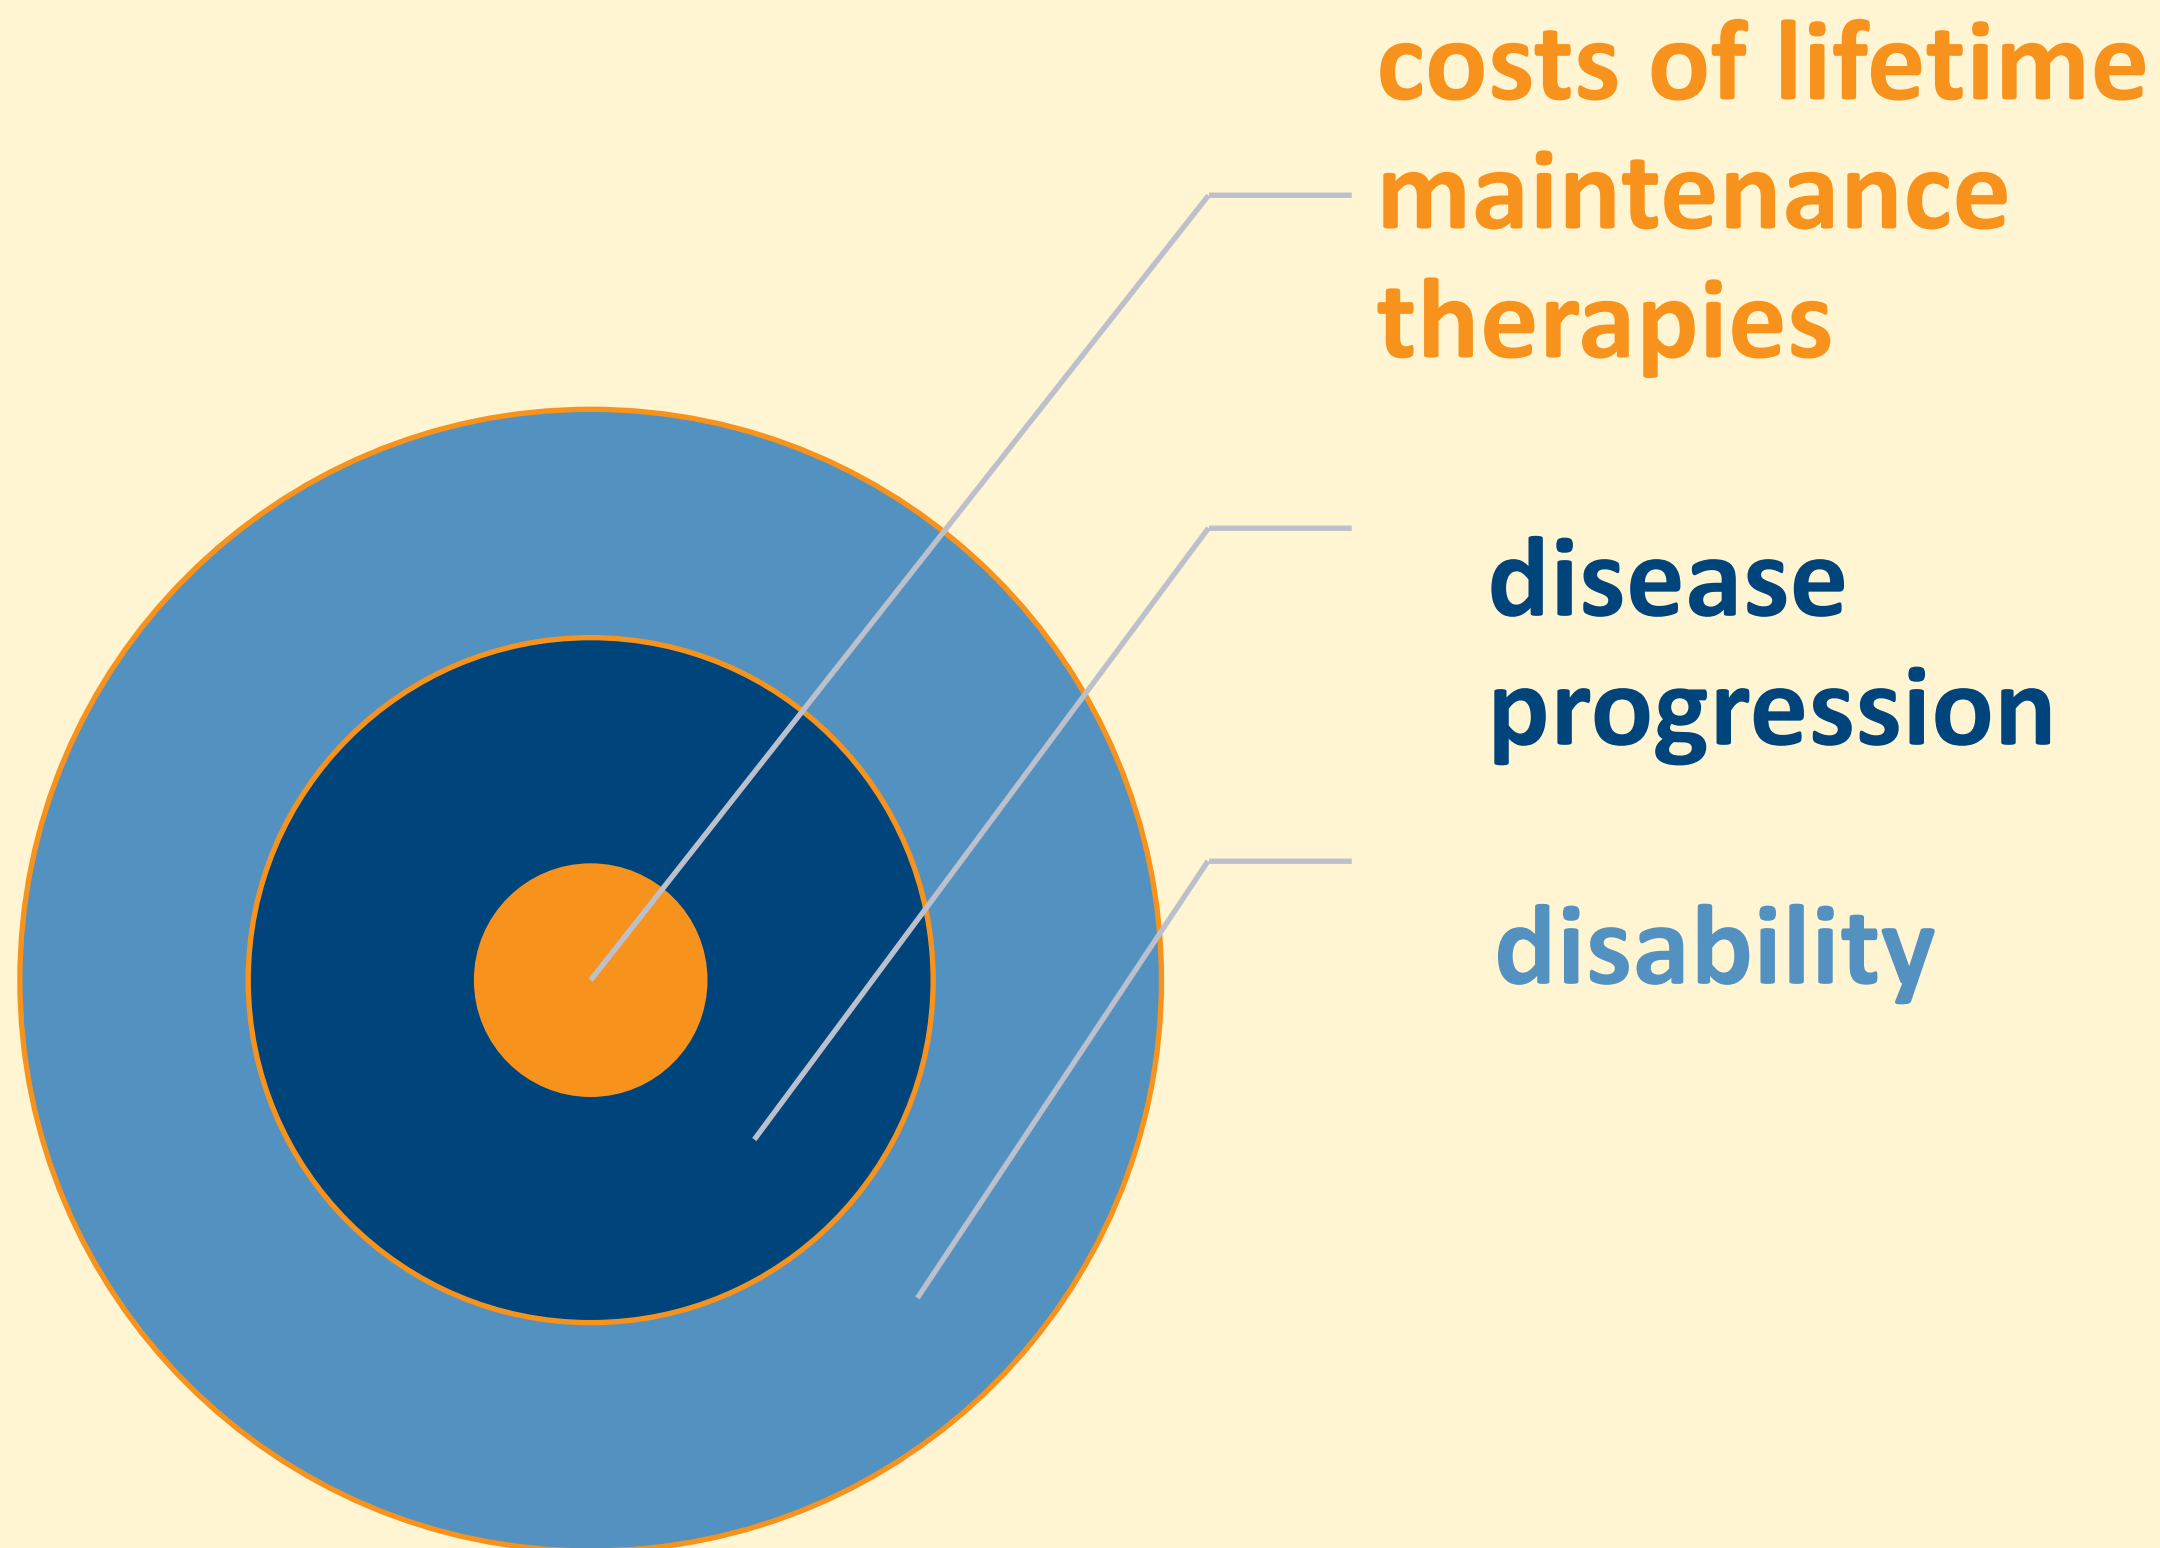 costs of lifetime
maintenance
therapies
disease
progression
disability